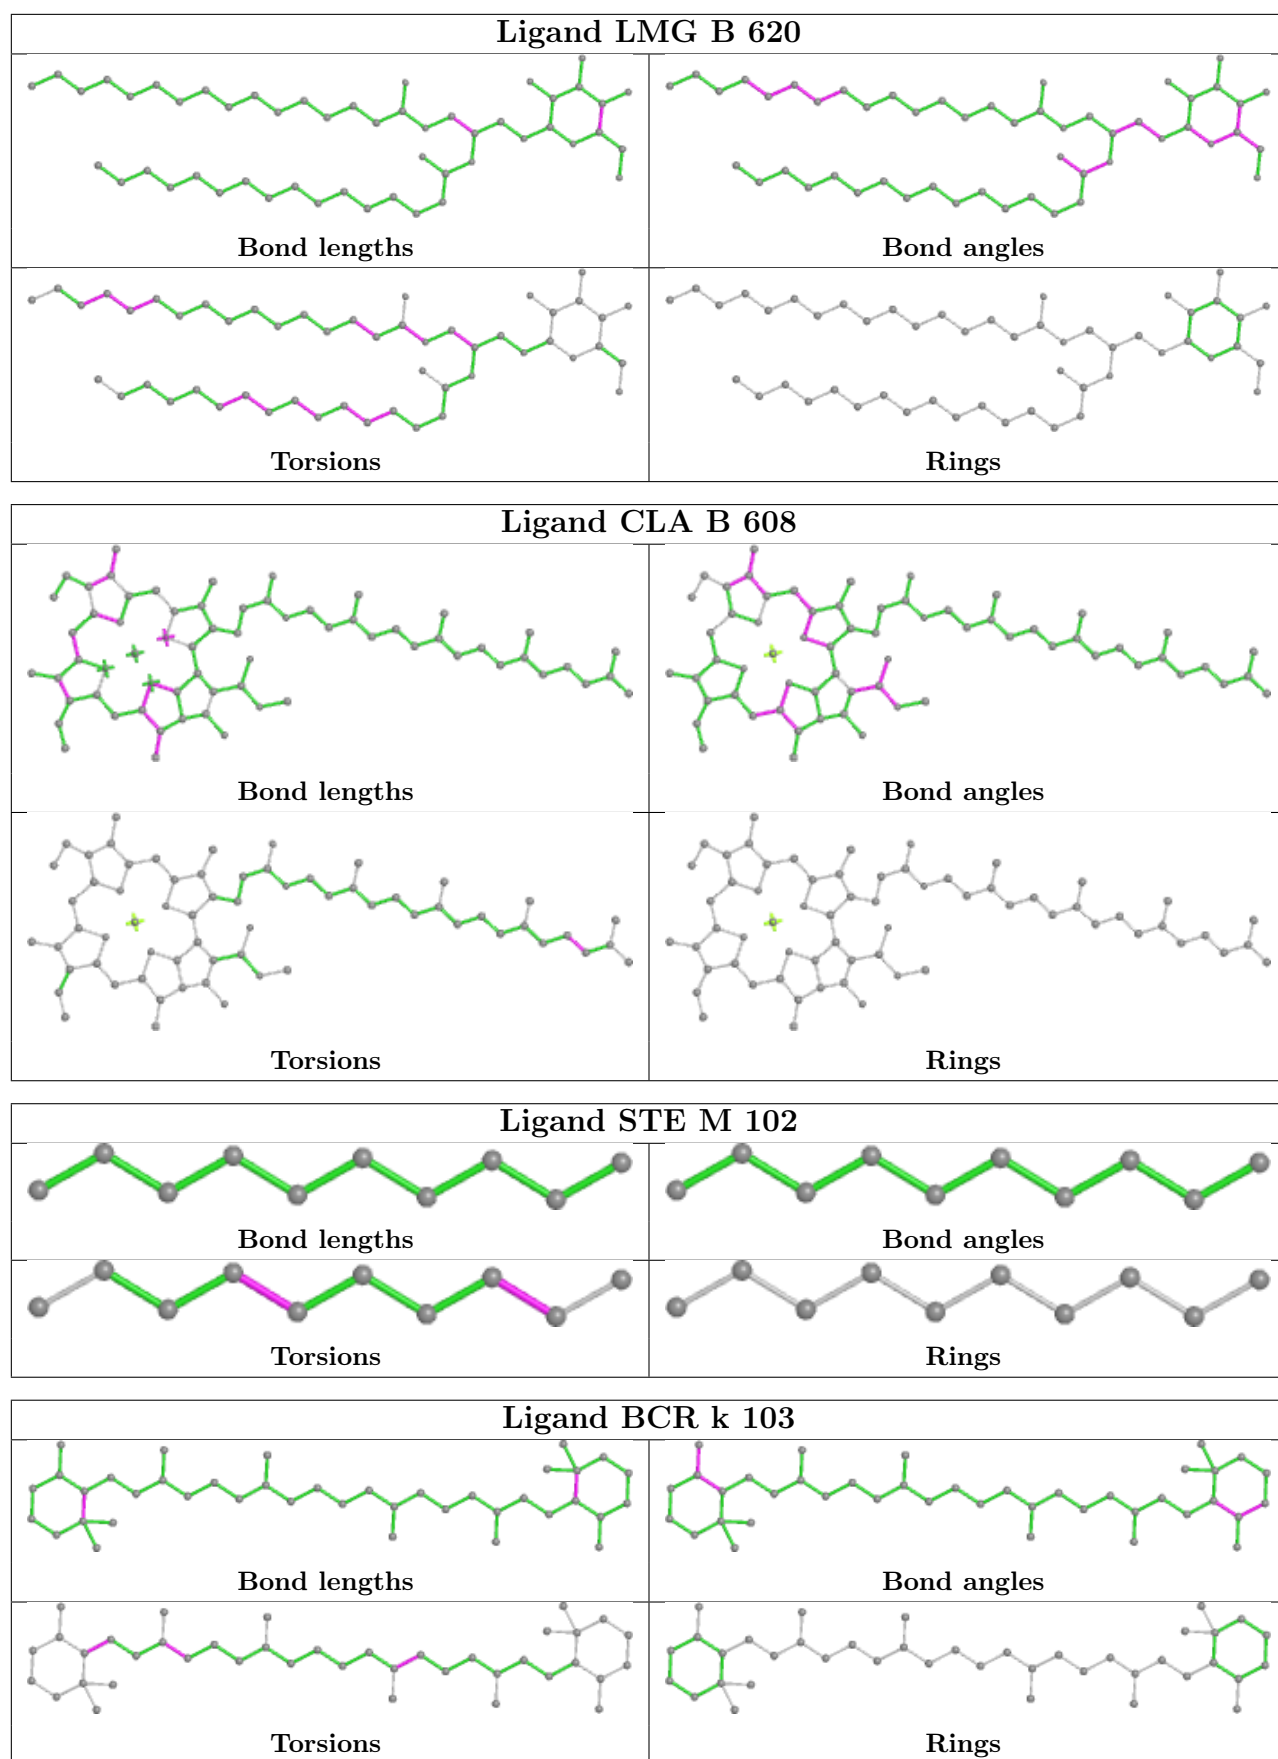 Ligand LMG B 620
Bond lengths
Bond angles
Torsions
Rings
Ligand CLA B 608
Bond lengths
Bond angles
Torsions
Rings
Ligand STE M 102
Bond lengths
Bond angles
Torsions
Rings
Ligand BCR k 103
Bond lengths
Bond angles
Torsions
Rings